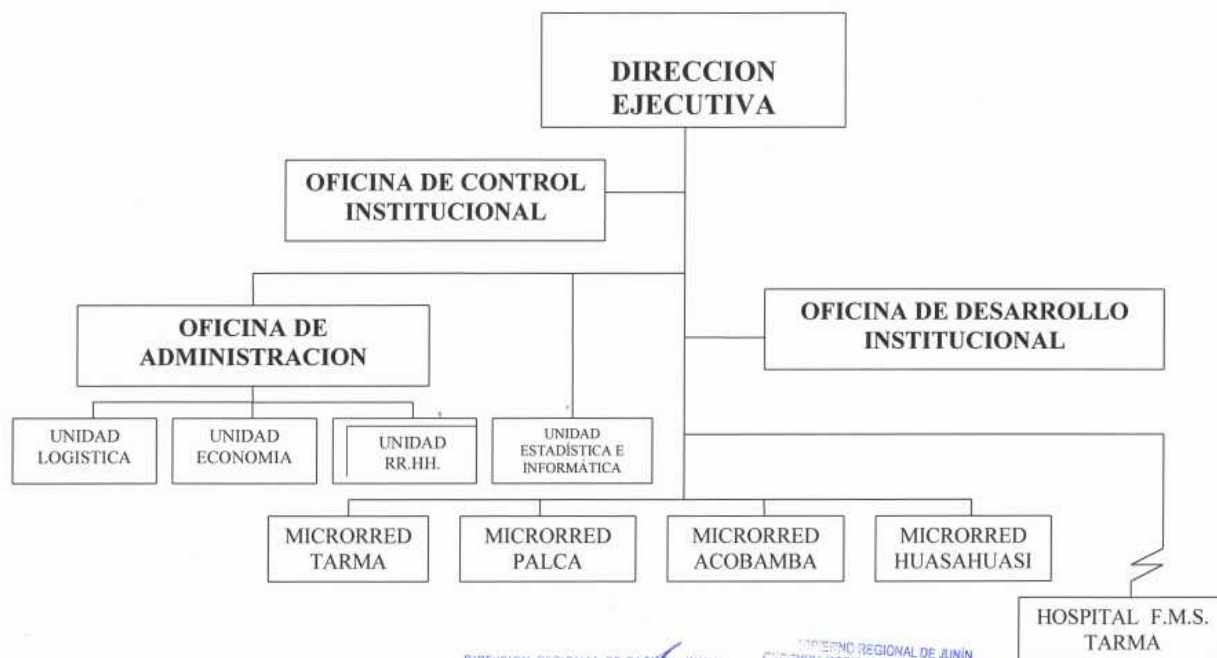 DIRECCION
EJECUTIVA
OFICINA DE CONTROL
INSTITUCIONAL
OFICINA DE
ADMINISTRACION
OFICINA DE DESARROLLO
INSTITUCIONAL
UNIDAD
LOGISTICA
UNIDAD
ECONOMIA
UNIDAD
RR.HH.
UNIDAD
ESTADÍSTICA E
INFORMÁTICA
MICRORRED
TARMA
MICRORRED
PALCA
MICRORRED
ACOBAMBA
MICRORRED
HUASAHUASI
HOSPITAL F.M.S.
TARMA
REGIONAL DE JUNÍN